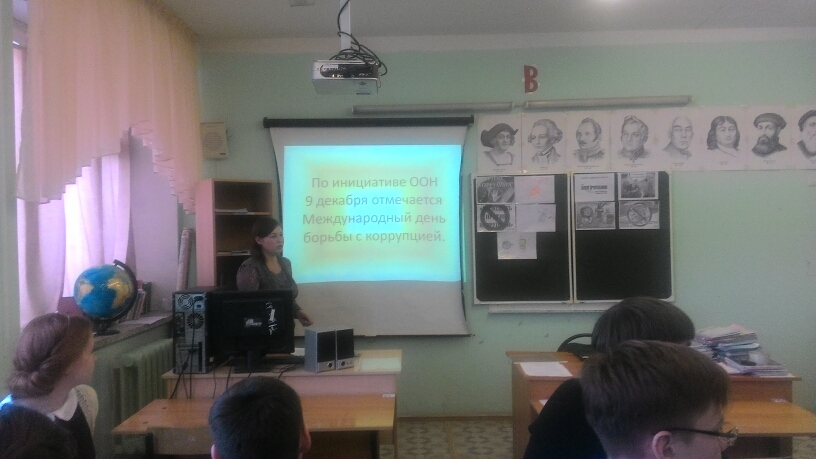 В
По инициативе ООН
9 декабря отмечается
Международный день
борьбы с коррупцией.